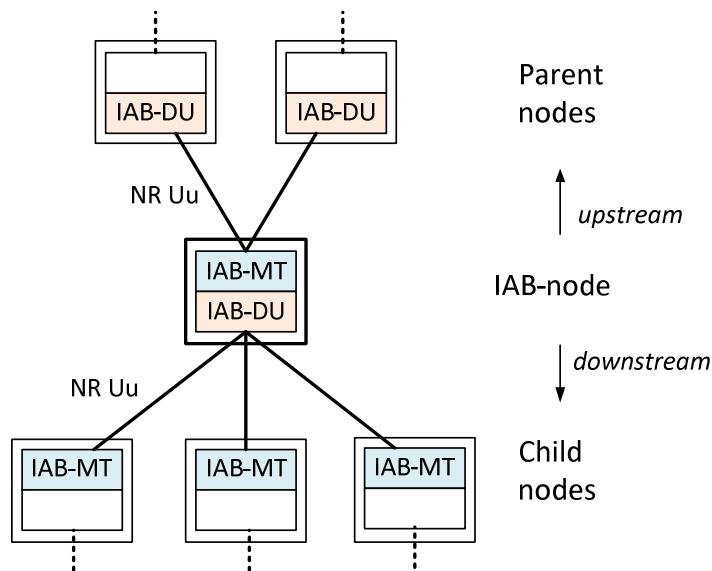 IAB-DU
IAB-DU
Parent
nodes
NR Uu
upstream
IAB-MT
IAB-DU
IAB-node
NR Uu
downstream
IAB-MT
IAB-MT
IAB-MT
Child
nodes